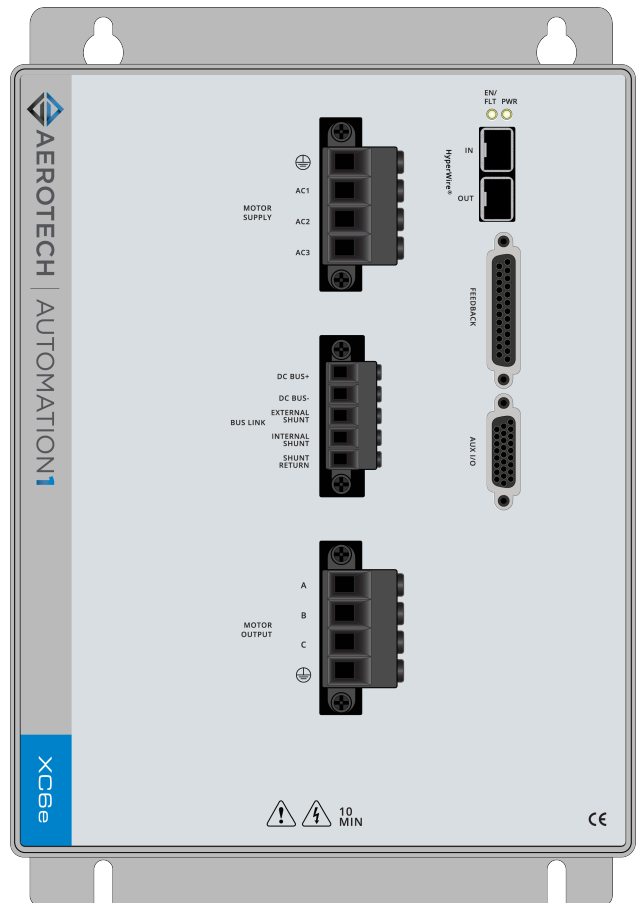 AEROTECH | AUTOMATION1
XC6e
EN/
FLT PWR
HyperWire®
IN
OUT
FEEDBACK
AUX I/O
MOTOR
SUPPLY
AC1
AC2
AC3
BUS LINK
DC BUS+
DC BUS-
EXTERNAL
SHUNT
INTERNAL
SHUNT
SHUNT
RETURN
MOTOR
OUTPUT
A
B
C
10
MIN
CE